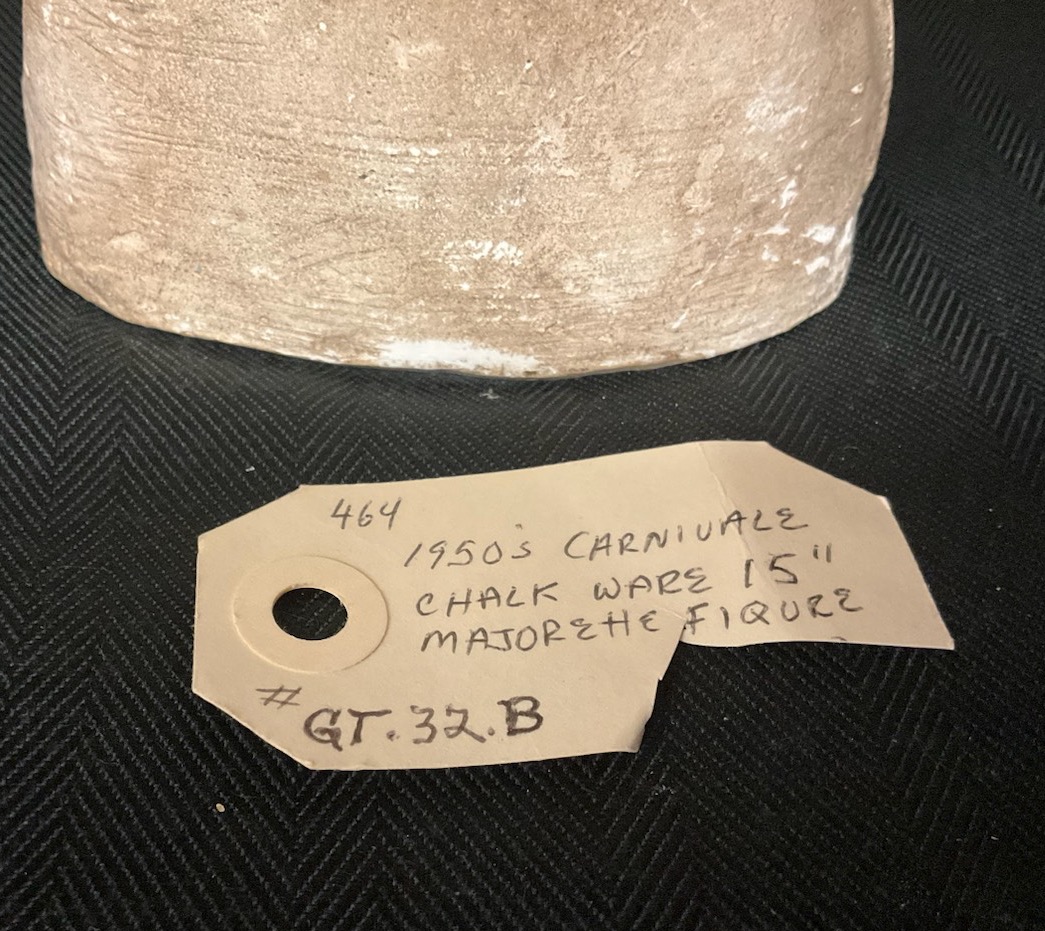 464
1950's CARNIVALE
CHALK WARE 15"
MAJORETTE FIGURE
# GT.32.B